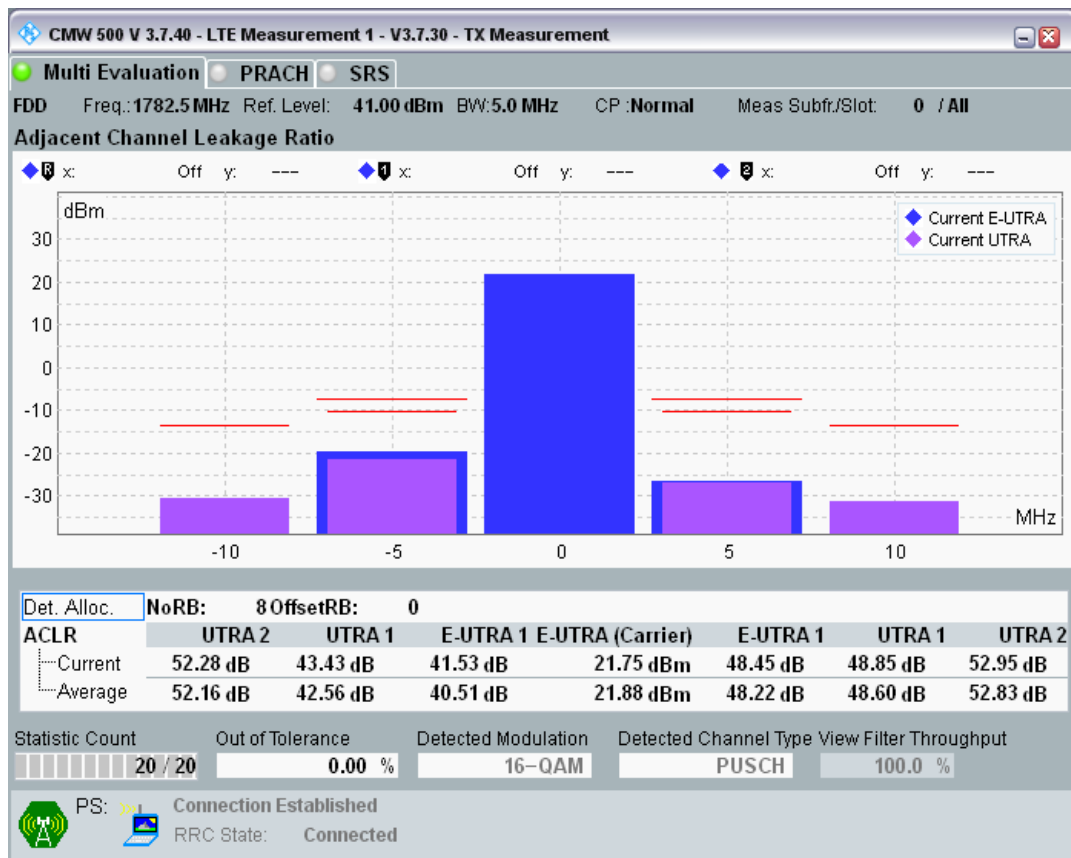 CMW 500 V 3.7.40 - LTE Measurement 1 - V3.7.30 - TX Measurement
Multi Evaluation PRACH SRS
FDD Freq.:1782.5 MHz Ref. Level: 41.00 dBm BW:5.0 MHz CP :Normal Meas Subfr./Slot: 0 / All
Adjacent Channel Leakage Ratio
R x: Off y: --- 1 x: Off y: --- 2 x: Off y: ---
dBm
Current E-UTRA
Current UTRA
30
20
10
0
-10
-20
-30
MHz
-10 -5 0 5 10
Det. Alloc. NoRB: 8 OffsetRB: 0
ACLR UTRA 2 UTRA 1 E-UTRA 1 E-UTRA (Carrier) E-UTRA 1 UTRA 1 UTRA 2
Current 52.28 dB 43.43 dB 41.53 dB 21.75 dBm 48.45 dB 48.85 dB 52.95 dB
Average 52.16 dB 42.56 dB 40.51 dB 21.88 dBm 48.22 dB 48.60 dB 52.83 dB
Statistic Count Out of Tolerance Detected Modulation Detected Channel Type View Filter Throughput
20 / 20 0.00 % 16-QAM PUSCH 100.0 %
PS: Connection Established
RRC State: Connected